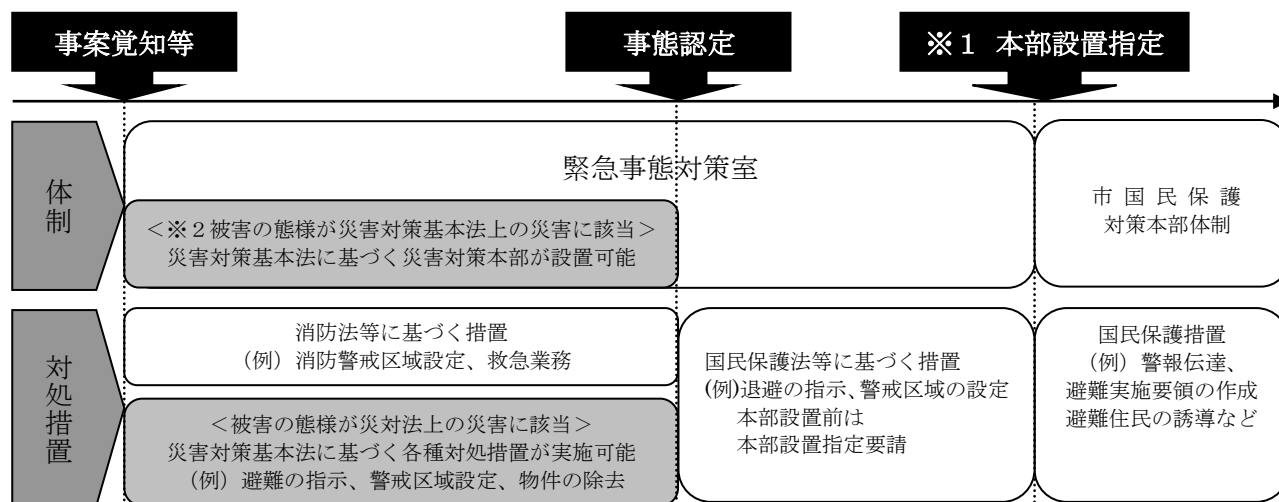 事案覚知等
事態認定
※１ 本部設置指定
体制
緊急事態対策室
＜※２被害の態様が災害対策基本法上の災害に該当＞
災害対策基本法に基づく災害対策本部が設置可能
市国民保護
対策本部体制
対処措置
消防法等に基づく措置
（例）消防警戒区域設定、救急業務
＜被害の態様が災対法上の災害に該当＞
災害対策基本法に基づく各種対処措置が実施可能
（例）避難の指示、警戒区域設定、物件の除去
国民保護法等に基づく措置
(例)退避の指示、警戒区域の設定
本部設置前は
本部設置指定要請
国民保護措置
（例）警報伝達、
避難実施要領の作成
避難住民の誘導など